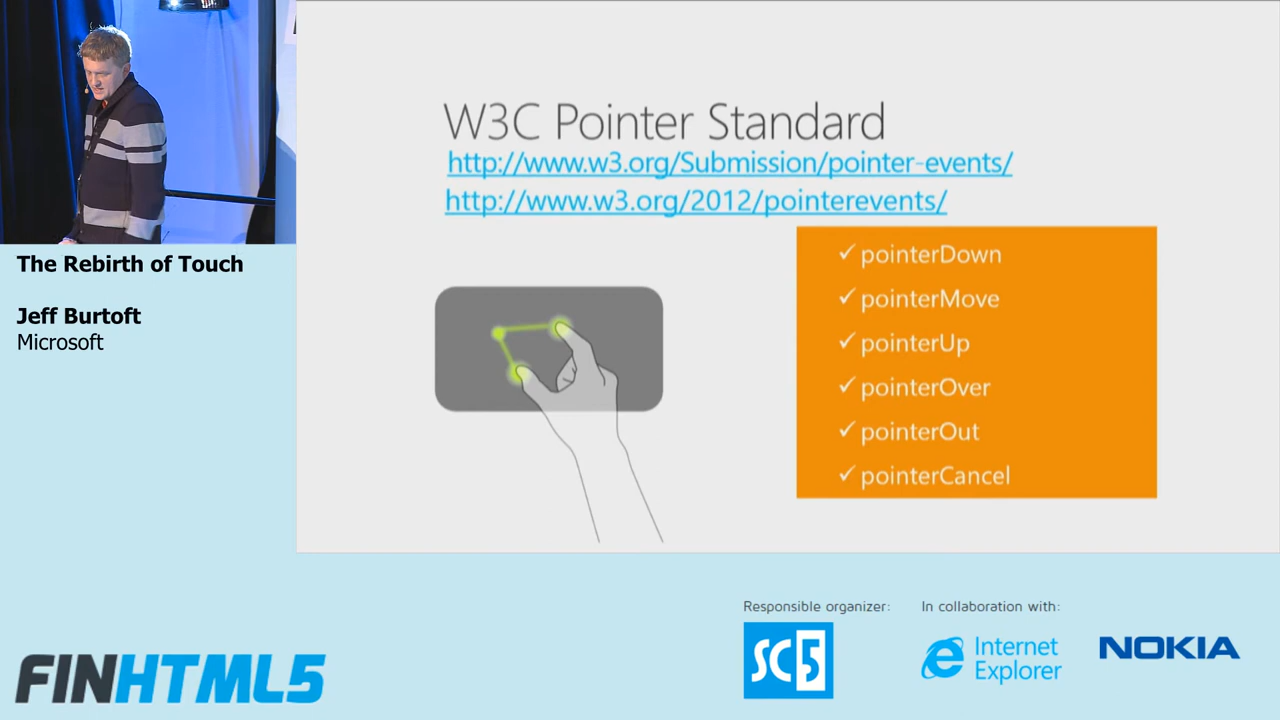 W3C Pointer Standard
http://www.w3.org/Submission/pointer-events/
http://www.w3.org/2012/pointerevents/
✓ pointerDown
✓ pointerMove
✓ pointerUp
✓ pointerOver
✓ pointerOut
✓ pointerCancel
The Rebirth of Touch
Jeff Burtoft
Microsoft
Responsible organizer:
SC5
In collaboration with:
Internet
Explorer
NOKIA
FINHTML5